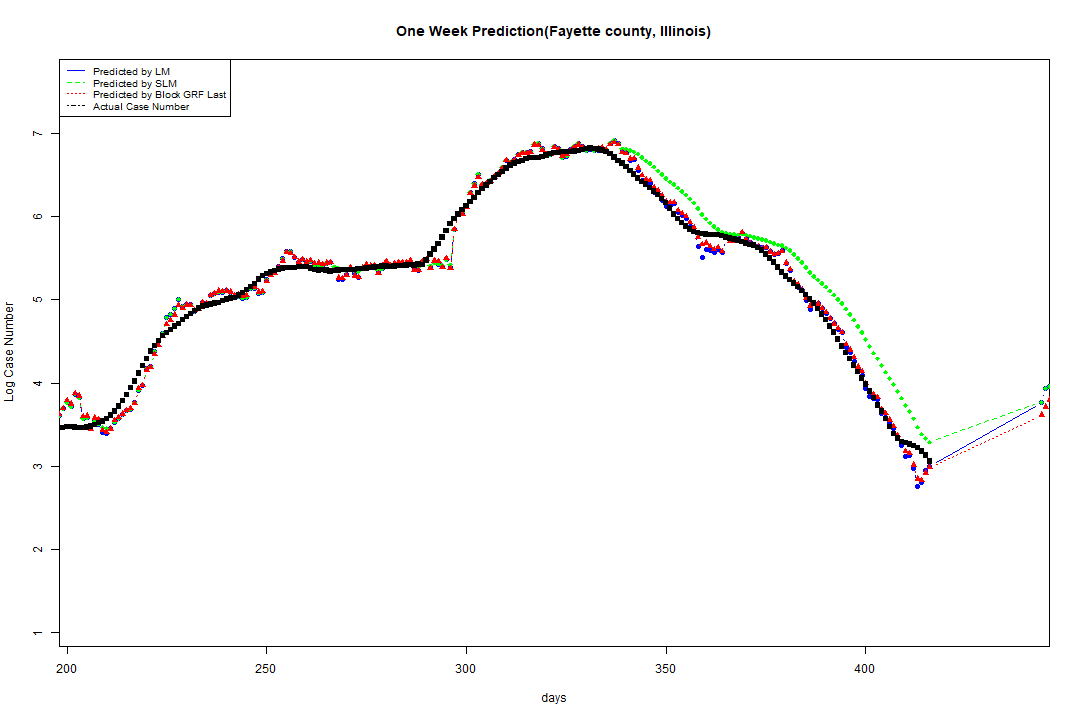 One Week Prediction(Fayette county, Illinois)
Predicted by LM
Predicted by SLM
Predicted by Block GRF Last
Actual Case Number
7
6
5
4
3
2
1
Log Case Number
200 250 300 350 400
days